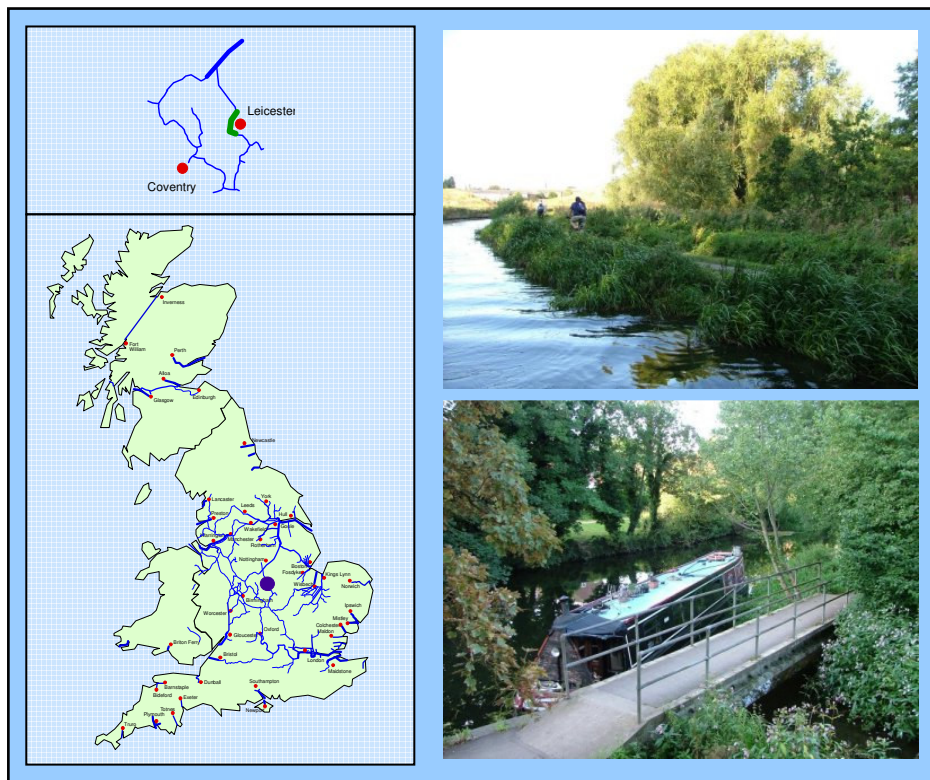 Leicester
Coventry
Inverness
Fort
William
Perth
Alloa
Glasgow
Edinburgh
Newcastle
Lancaster
York
Leeds
Preston
Hull
Wakefield
Goole
Manchester
Rotherham
Nottingham
Boston
Fosdyke
Kings Lynn
Wisbech
Norwich
Birmingham
Worcester
Ipswich
Mistley
Colchester
Maldon
Gloucester
Oxford
Briton Ferry
Bristol
London
Maidstone
Barnstaple
Dunball
Southampton
Bideford
Exeter
Newport
Totnes
Plymouth
Truro